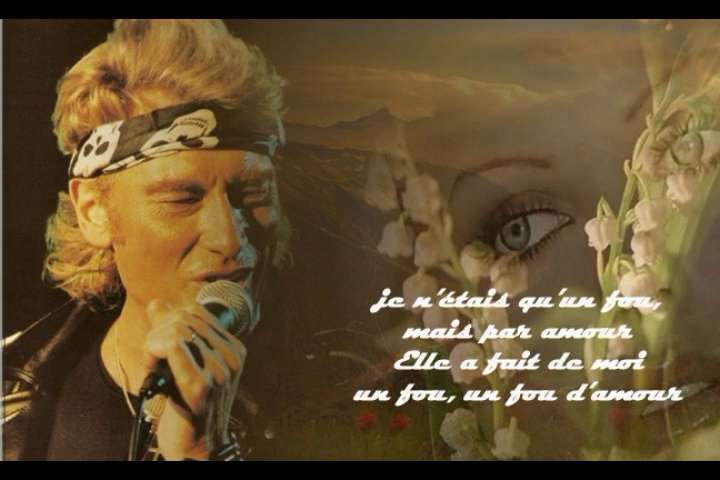 je n'étais qu'un fou,
mais par amour
Elle a fait de moi
un fou, un fou d'amour